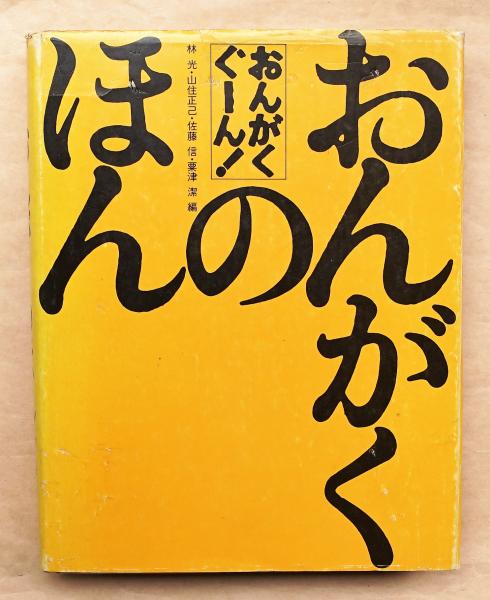 おんがく
の
ほん
おんがく
ぐーん!
林 光・山住正己・佐藤 信・粟津 潔 編